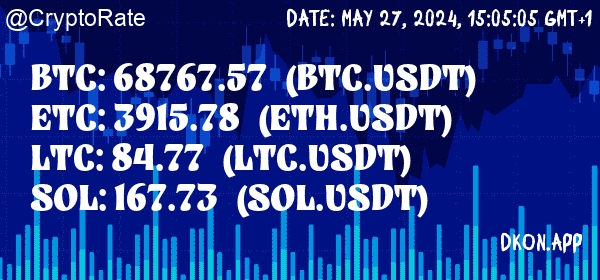 @CryptoRate
DATE: MAY 27, 2024, 15:05:05 GMT+1
BTC: 68767.57 (BTC.USDT)
ETC: 3915.78 (ETH.USDT)
LTC: 84.77 (LTC.USDT)
SOL: 167.73 (SOL.USDT)
DKON.APP